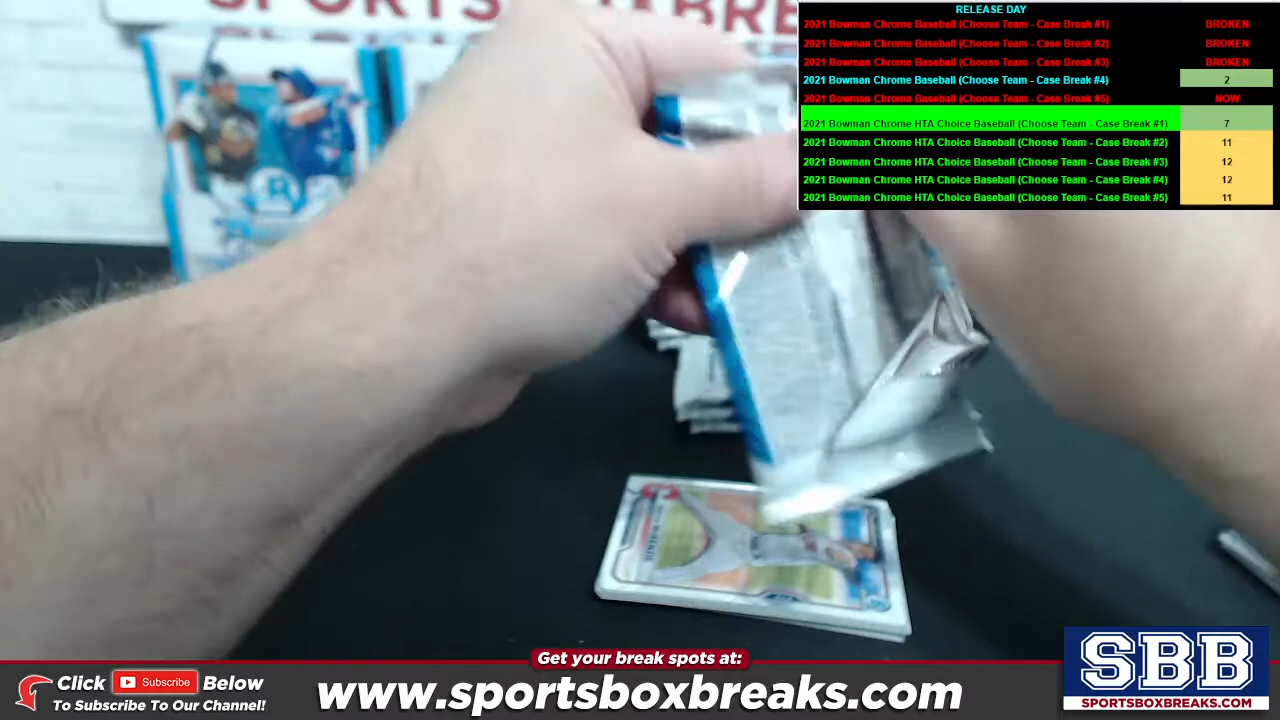 RELEASE DAY
2021 Bowman Chrome Baseball (Choose Team - Case Break #1) BROKEN
2021 Bowman Chrome Baseball (Choose Team - Case Break #2) BROKEN
2021 Bowman Chrome Baseball (Choose Team - Case Break #3) BROKEN
2021 Bowman Chrome Baseball (Choose Team - Case Break #4) 2
2021 Bowman Chrome Baseball (Choose Team - Case Break #5) NOW
2021 Bowman Chrome HTA Choice Baseball (Choose Team - Case Break #1) 7
2021 Bowman Chrome HTA Choice Baseball (Choose Team - Case Break #2) 11
2021 Bowman Chrome HTA Choice Baseball (Choose Team - Case Break #3) 12
2021 Bowman Chrome HTA Choice Baseball (Choose Team - Case Break #4) 12
2021 Bowman Chrome HTA Choice Baseball (Choose Team - Case Break #5) 11
Get your break spots at:
Click Subscribe Below
To Subscribe To Our Channel!
www.sportsboxbreaks.com
SBB
SPORTSBOXBREAKS.COM